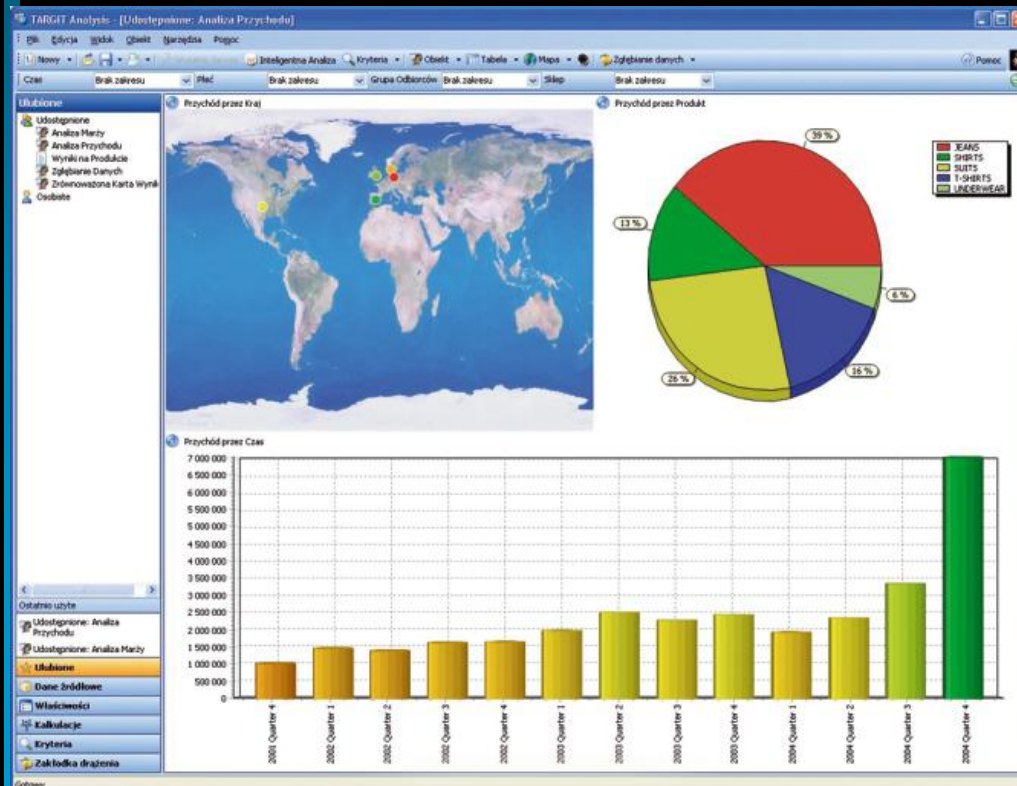 TARGIT Analysis - [Udostępnione: Analiza Przychodu]
Plik Edycja Widok Obiekt Narzędzia Pomoc
Nowy Inteligentna Analiza Kryteria Obiekt Tabela Mapa Zgłębianie danych Pomoc
Czas Brak zakresu Płeć Brak zakresu Grupa Odbiorców Brak zakresu Sklep Brak zakresu
Ulubione
Udostępnione
Analiza Marży
Analiza Przychodu
Wyniki na Produkcie
Zgłębianie Danych
Zrównoważona Karta Wynik
Osobiste
Ostatnio użyte
Udostępnione: Analiza
Przychodu
Udostępnione: Analiza Marży
Ulubione
Dane źródłowe
Właściwości
Kalkulacje
Kryteria
Zakładka drążenia
Gotowy
Przychód przez Kraj
Przychód przez Produkt
39 %
13 %
26 %
16 %
6 %
JEANS
SHIRTS
SUITS
T-SHIRTS
UNDERWEAR
Przychód przez Czas
7 000 000
6 500 000
6 000 000
5 500 000
5 000 000
4 500 000
4 000 000
3 500 000
3 000 000
2 500 000
2 000 000
1 500 000
1 000 000
500 000
0
2001 Quarter 4
2002 Quarter 1
2002 Quarter 2
2002 Quarter 3
2002 Quarter 4
2003 Quarter 1
2003 Quarter 2
2003 Quarter 3
2003 Quarter 4
2004 Quarter 1
2004 Quarter 2
2004 Quarter 3
2004 Quarter 4